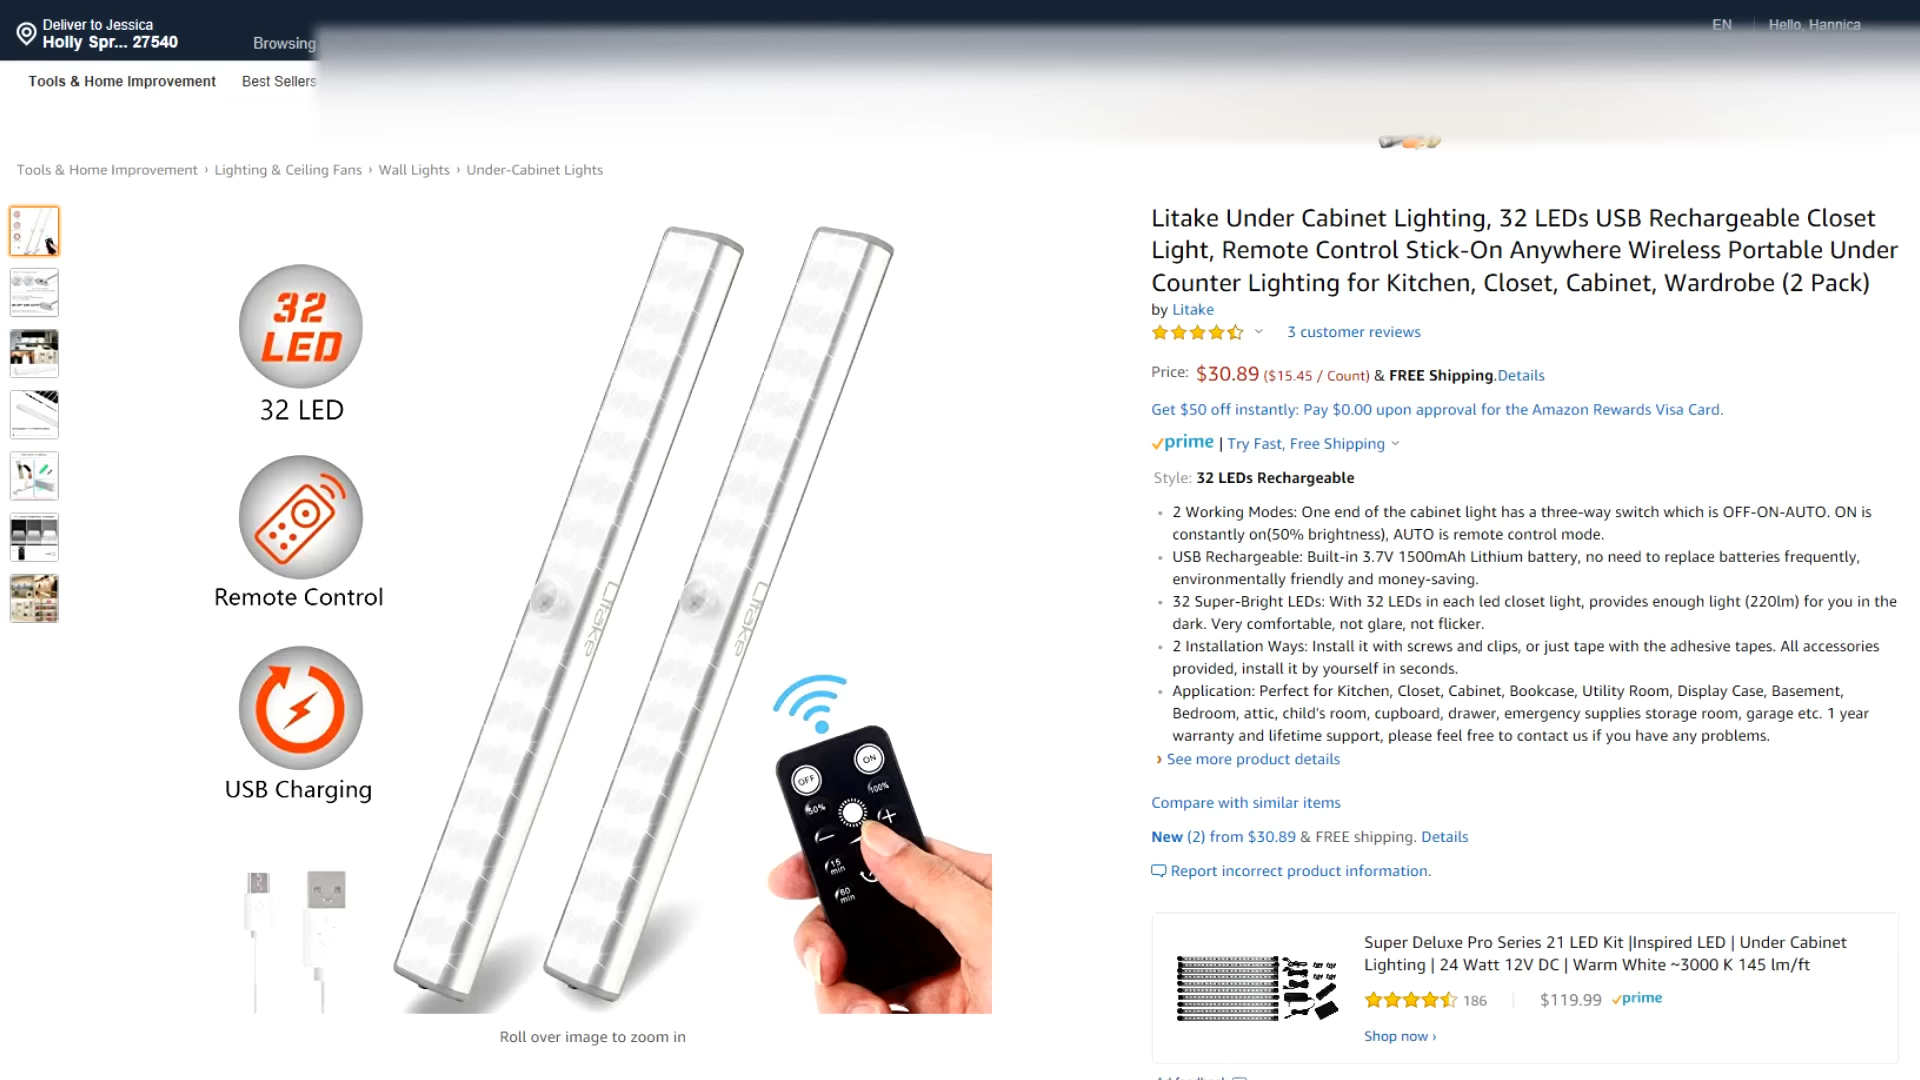 Deliver to Jessica
Holly Spr... 27540
Browsing
EN
Hello, Hannica
Tools & Home Improvement
Best Sellers
Tools & Home Improvement › Lighting & Ceiling Fans › Wall Lights › Under-Cabinet Lights
32
LED
32 LED
Remote Control
USB Charging
Litake
Litake
OFF
ON
50%
100%
15
min
60
min
Roll over image to zoom in
Litake Under Cabinet Lighting, 32 LEDs USB Rechargeable Closet
Light, Remote Control Stick-On Anywhere Wireless Portable Under
Counter Lighting for Kitchen, Closet, Cabinet, Wardrobe (2 Pack)
by Litake
3 customer reviews
Price: $30.89 ($15.45 / Count) & FREE Shipping.Details
Get $50 off instantly: Pay $0.00 upon approval for the Amazon Rewards Visa Card.
prime | Try Fast, Free Shipping
Style: 32 LEDs Rechargeable
• 2 Working Modes: One end of the cabinet light has a three-way switch which is OFF-ON-AUTO. ON is
constantly on(50% brightness), AUTO is remote control mode.
• USB Rechargeable: Built-in 3.7V 1500mAh Lithium battery, no need to replace batteries frequently,
environmentally friendly and money-saving.
• 32 Super-Bright LEDs: With 32 LEDs in each led closet light, provides enough light (220lm) for you in the
dark. Very comfortable, not glare, not flicker.
• 2 Installation Ways: Install it with screws and clips, or just tape with the adhesive tapes. All accessories
provided, install it by yourself in seconds.
• Application: Perfect for Kitchen, Closet, Cabinet, Bookcase, Utility Room, Display Case, Basement,
Bedroom, attic, child's room, cupboard, drawer, emergency supplies storage room, garage etc. 1 year
warranty and lifetime support, please feel free to contact us if you have any problems.
› See more product details
Compare with similar items
New (2) from $30.89 & FREE shipping. Details
Report incorrect product information.
Super Deluxe Pro Series 21 LED Kit |Inspired LED | Under Cabinet
Lighting | 24 Watt 12V DC | Warm White ~3000 K 145 lm/ft
186
$119.99 prime
Shop now ›